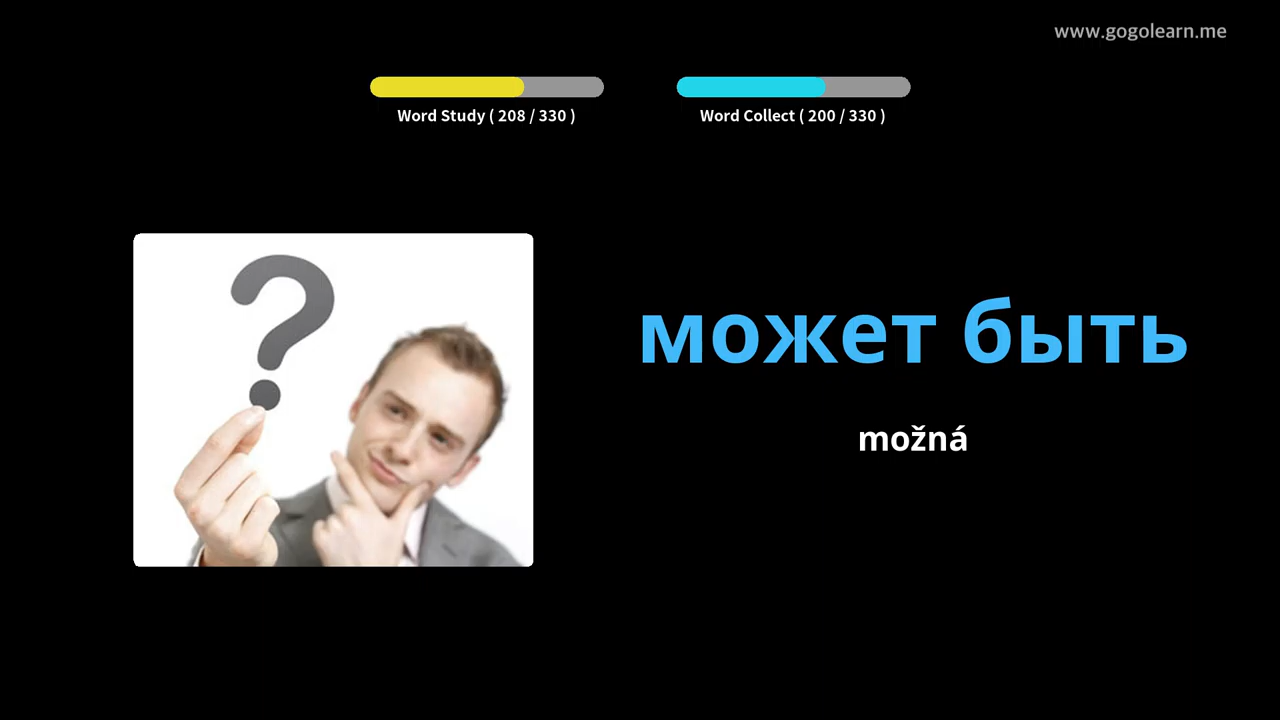 www.gogolearn.me
Word Study ( 208 / 330 )
Word Collect ( 200 / 330 )
может быть
možná